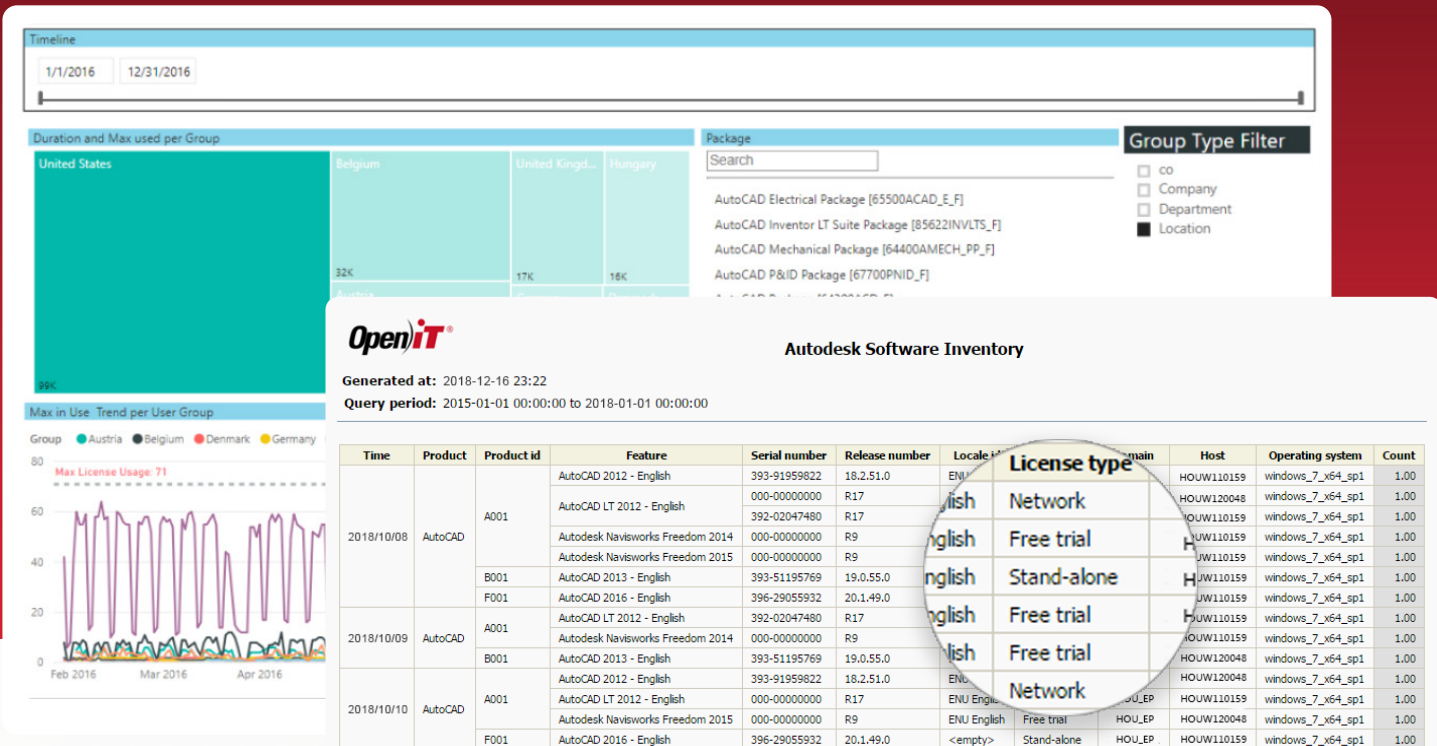 Timeline
1/1/2016 12/31/2016
Duration and Max used per Group
United States
99K
Belgium
32K
United Kingd...
17K
Hungary
16K
Austria
Package
Search
AutoCAD Electrical Package [65500ACAD_E_F]
AutoCAD Inventor LT Suite Package [85622INVLTS_F]
AutoCAD Mechanical Package [64400AMECH_PP_F]
AutoCAD P&ID Package [67700PNID_F]
Group Type Filter
co
Company
Department
Location
Max in Use Trend per User Group
Group Austria Belgium Denmark Germany
Max License Usage: 71
80
60
40
20
0
Feb 2016 Mar 2016 Apr 2016
Open iT ®
Autodesk Software Inventory
Generated at: 2018-12-16 23:22
Query period: 2015-01-01 00:00:00 to 2018-01-01 00:00:00
Time Product Product id Feature Serial number Release number Locale License type Host Operating system Count
2018/10/08 AutoCAD A001 AutoCAD 2012 - English 393-91959822 18.2.51.0 HOUW110159 windows_7_x64_sp1 1.00
AutoCAD LT 2012 - English 000-00000000 R17 Network HOUW120048 windows_7_x64_sp1 1.00
392-02047480 R17 windows_7_x64_sp1 1.00
Autodesk Navisworks Freedom 2014 000-00000000 R9 Free trial windows_7_x64_sp1 1.00
Autodesk Navisworks Freedom 2015 000-00000000 R9 windows_7_x64_sp1 1.00
B001 AutoCAD 2013 - English 393-51195769 19.0.55.0 Stand-alone windows_7_x64_sp1 1.00
F001 AutoCAD 2016 - English 396-29055932 20.1.49.0 windows_7_x64_sp1 1.00
2018/10/09 AutoCAD A001 AutoCAD LT 2012 - English 392-02047480 R17 Free trial windows_7_x64_sp1 1.00
Autodesk Navisworks Freedom 2014 000-00000000 R9 Free trial HOUW110159 windows_7_x64_sp1 1.00
B001 AutoCAD 2013 - English 393-51195769 19.0.55.0 HOUW120048 windows_7_x64_sp1 1.00
2018/10/10 AutoCAD A001 AutoCAD 2012 - English 393-91959822 18.2.51.0 Network HOUW120048 windows_7_x64_sp1 1.00
AutoCAD LT 2012 - English 000-00000000 R17 ENU HOU_EP HOUW110159 windows_7_x64_sp1 1.00
Autodesk Navisworks Freedom 2015 000-00000000 R9 ENU English Free trial HOU_EP HOUW120048 windows_7_x64_sp1 1.00
F001 AutoCAD 2016 - English 396-29055932 20.1.49.0 <empty> Stand-alone HOU_EP HOUW110159 windows_7_x64_sp1 1.00